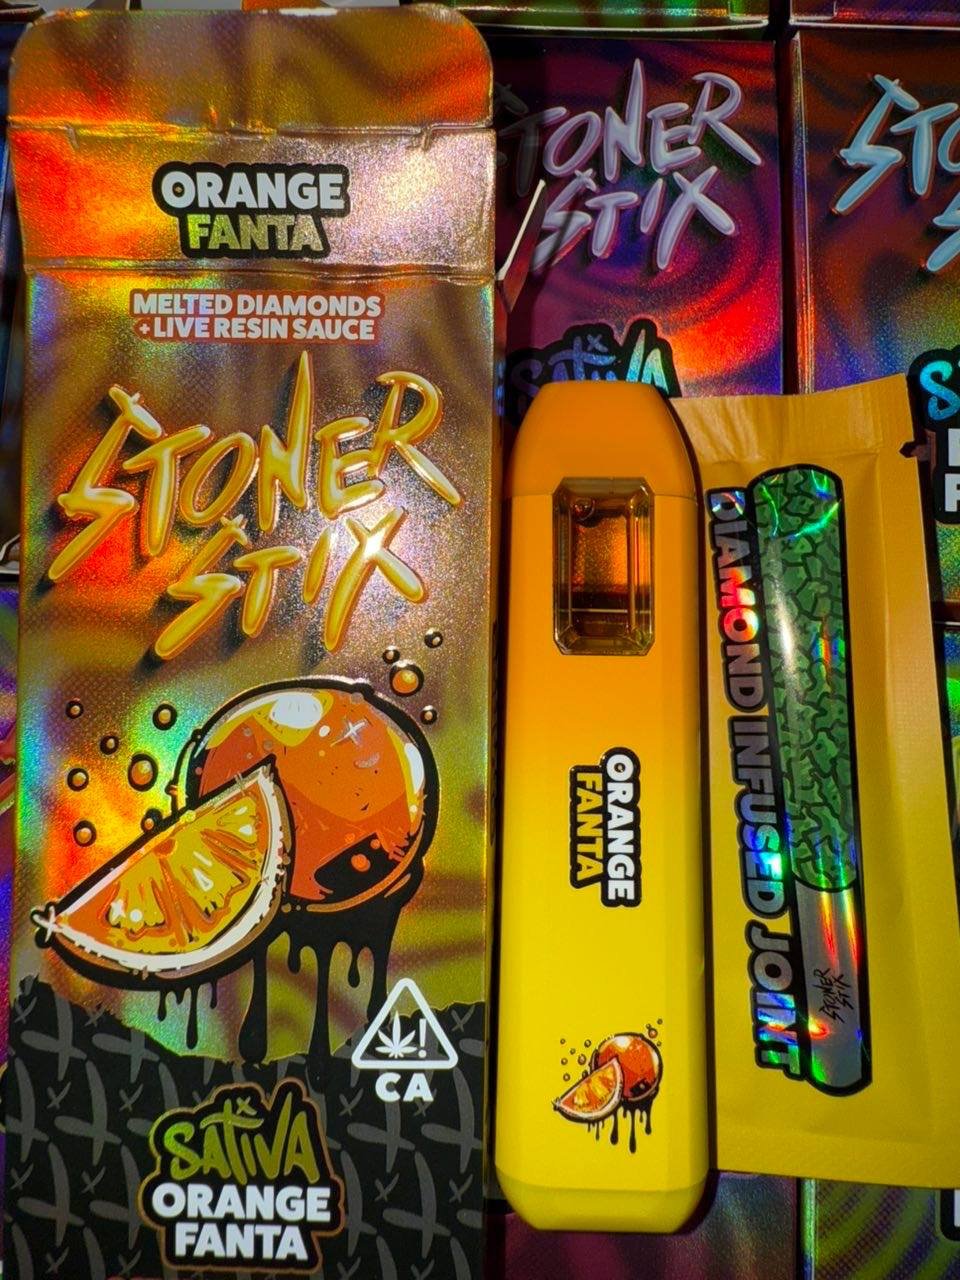 ORANGE
FANTA
MELTED DIAMONDS
+LIVE RESIN SAUCE
STONER
STIX
CA
SATIVA
ORANGE
FANTA
STONER
STIX
SATIVA
ORANGE
FANTA
DIAMOND INFUSED JOINT
STONER
STIX